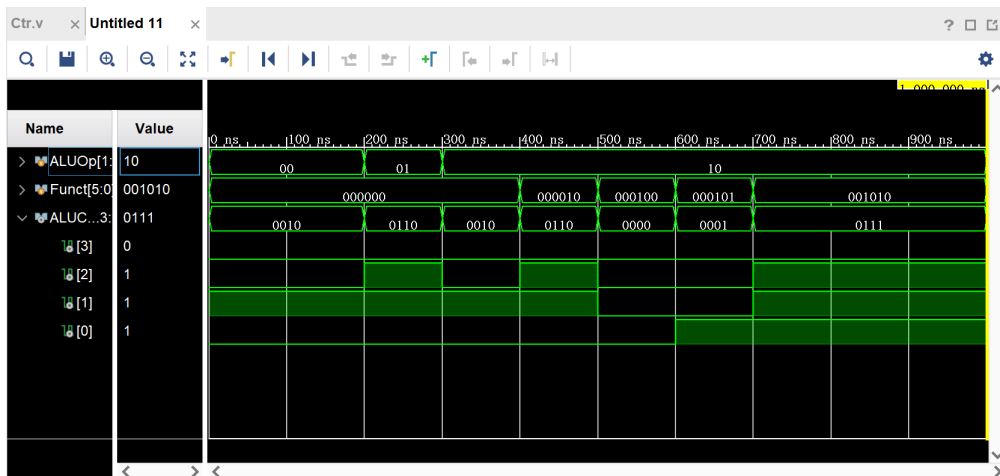 Ctr.v × Untitled 11 ×
? 
1,000.000 ns
Name Value
0 ns 100 ns 200 ns 300 ns 400 ns 500 ns 600 ns 700 ns 800 ns 900 ns
ALUOp[1: 10 00 01 10
Funct[5:0 001010 000000 000010 000100 000101 001010
ALUC...3: 0111 0010 0110 0010 0110 0000 0001 0111
[3] 0
[2] 1
[1] 1
[0] 1